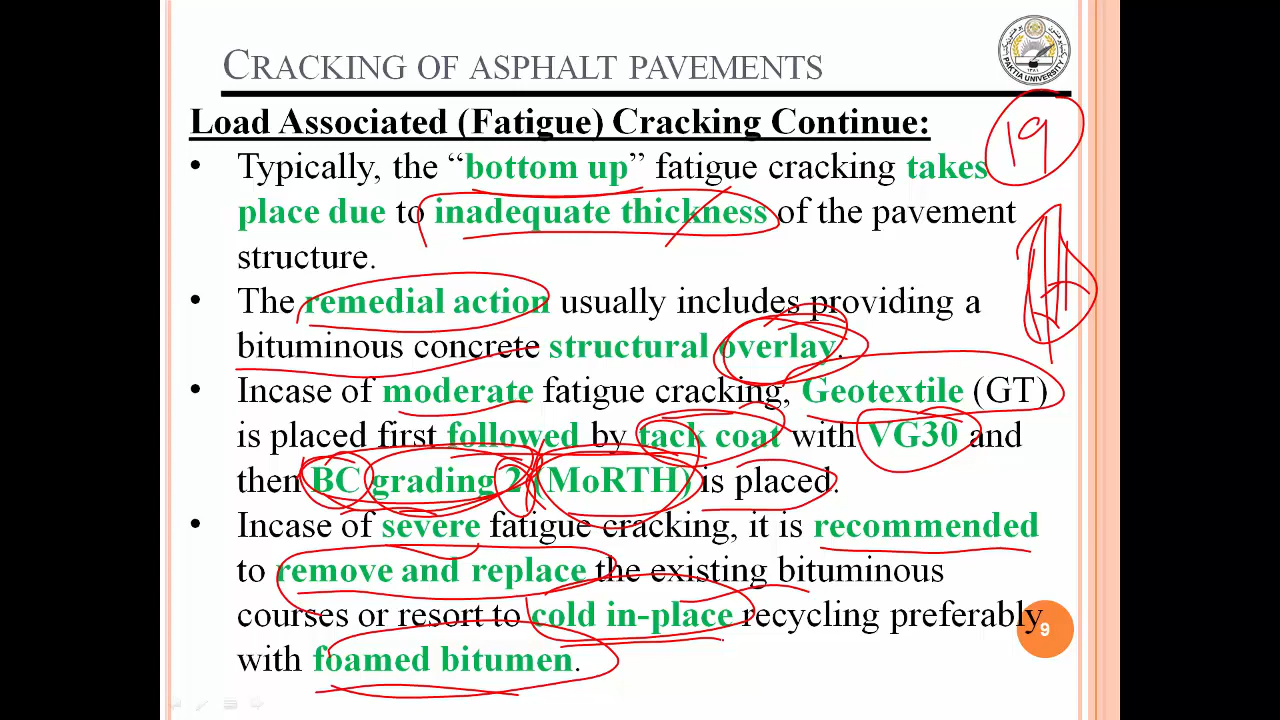 CRACKING OF ASPHALT PAVEMENTS
PAKTIA UNIVERSITY
Load Associated (Fatigue) Cracking Continue:
19
• Typically, the “bottom up” fatigue cracking takes
place due to inadequate thickness of the pavement
structure.
• The remedial action usually includes providing a
bituminous concrete structural overlay.
• Incase of moderate fatigue cracking, Geotextile (GT)
is placed first followed by tack coat with VG30 and
then BC grading 2 (MoRTH) is placed.
• Incase of severe fatigue cracking, it is recommended
to remove and replace the existing bituminous
courses or resort to cold in-place recycling preferably
with foamed bitumen.
9